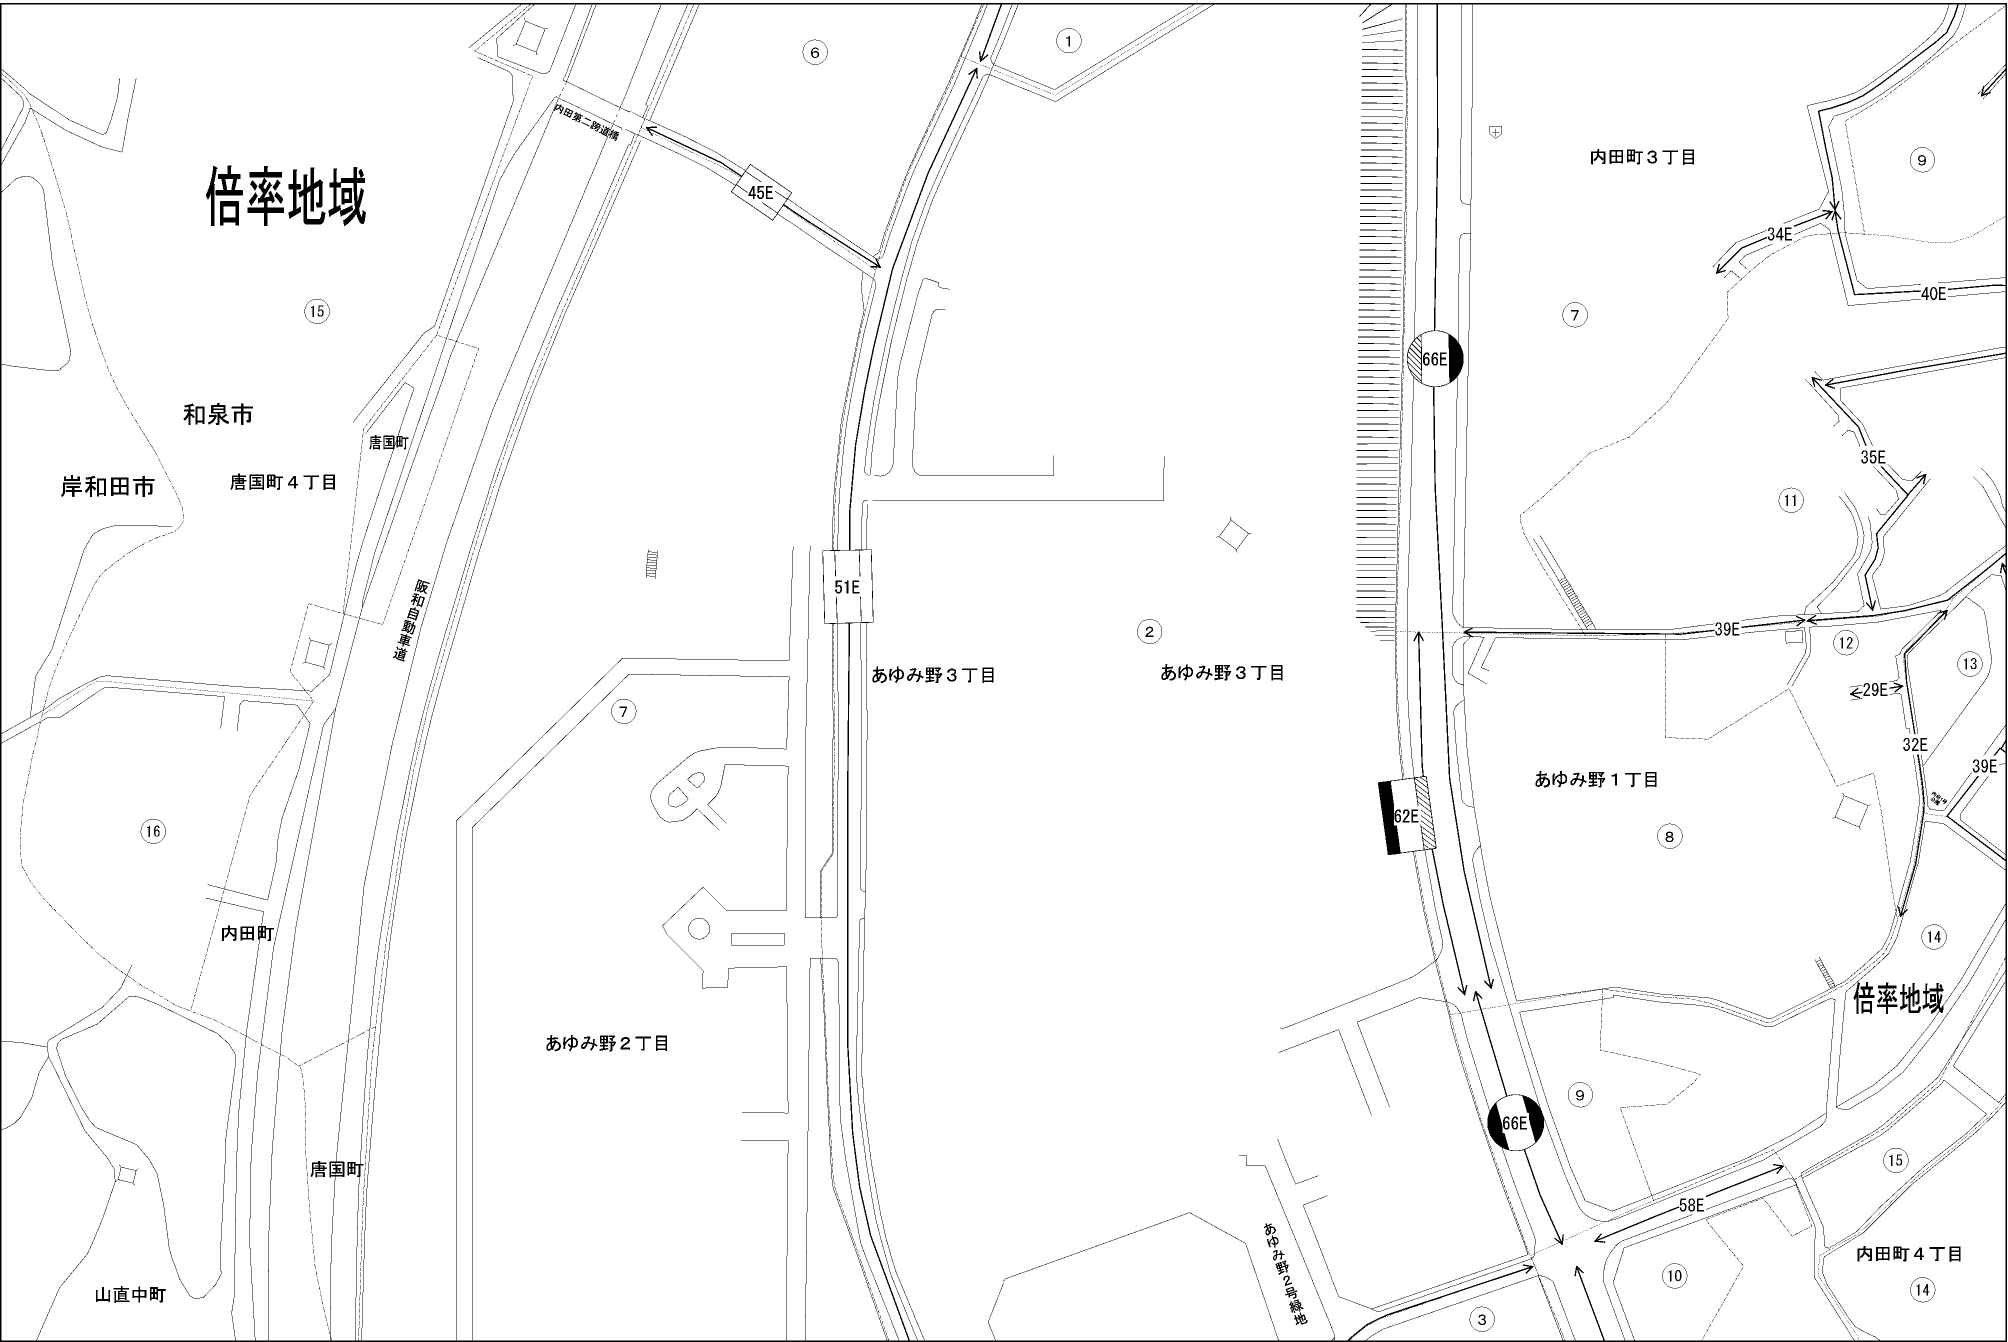 6
1
内田第二跨道橋
45E
内田町3丁目
9
倍率地域
34E
40E
15
7
66E
和泉市
唐国町
岸和田市
唐国町4丁目
35E
11
阪和自動車道
51E
2
39E
12
13
あゆみ野3丁目
あゆみ野3丁目
29E
7
32E
39E
あゆみ野1丁目
62E
16
8
内田町
14
倍率地域
あゆみ野2丁目
9
66E
唐国町
15
58E
あゆみ野2号緑地
内田町4丁目
山直中町
10
14
3